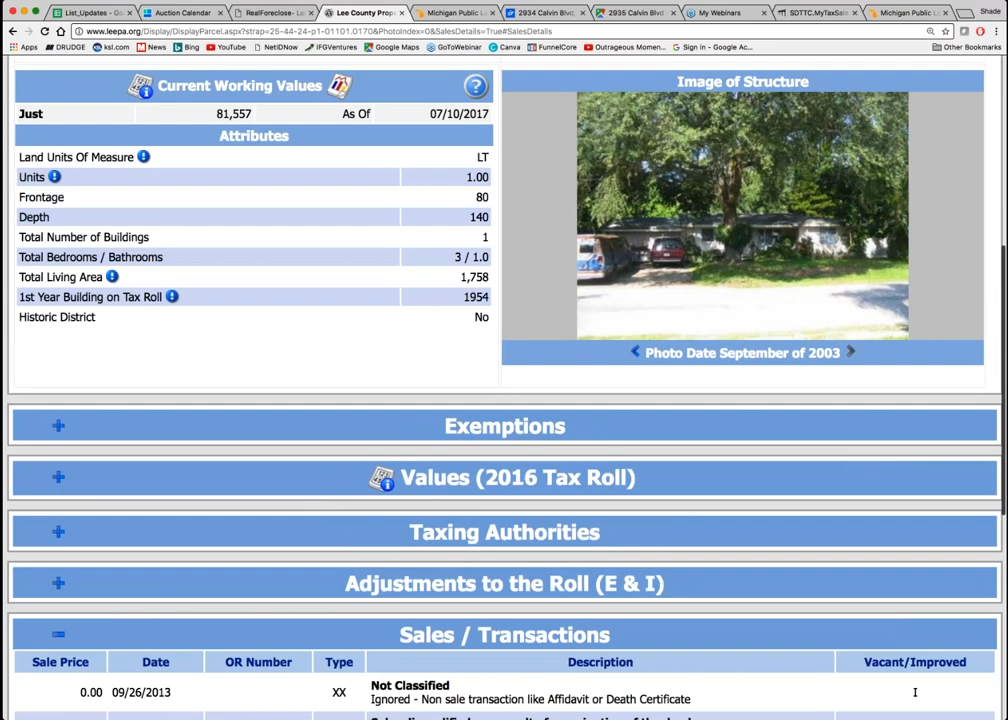 List_Updates - Go
Auction Calendar
RealForeclose- Le
Lee County Prope
Michigan Public L
2934 Calvin Blvd,
2935 Calvin Blvd -
My Webinars
SDTTC.MyTaxSale
Michigan Public L
Shade
www.leepa.org/Display/DisplayParcel.aspx?strap=25-44-24-p1-01101.0170&PhotoIndex=0&SalesDetails=True#SalesDetails
Apps
DRUDGE
ksl.com
News
Bing
YouTube
NetIDNow
IFGVentures
Google Maps
GoToWebinar
Canva
FunnelCore
Outrageous Momen...
Sign in - Google Ac...
Other Bookmarks
Current Working Values
?
Just 81,557 As Of 07/10/2017
Attributes
Land Units Of Measure LT
Units 1.00
Frontage 80
Depth 140
Total Number of Buildings 1
Total Bedrooms / Bathrooms 3 / 1.0
Total Living Area 1,758
1st Year Building on Tax Roll 1954
Historic District No
Image of Structure
Photo Date September of 2003
Exemptions
Values (2016 Tax Roll)
Taxing Authorities
Adjustments to the Roll (E & I)
Sales / Transactions
Sale Price Date OR Number Type Description Vacant/Improved
0.00 09/26/2013 XX Not Classified I
Ignored - Non sale transaction like Affidavit or Death Certificate